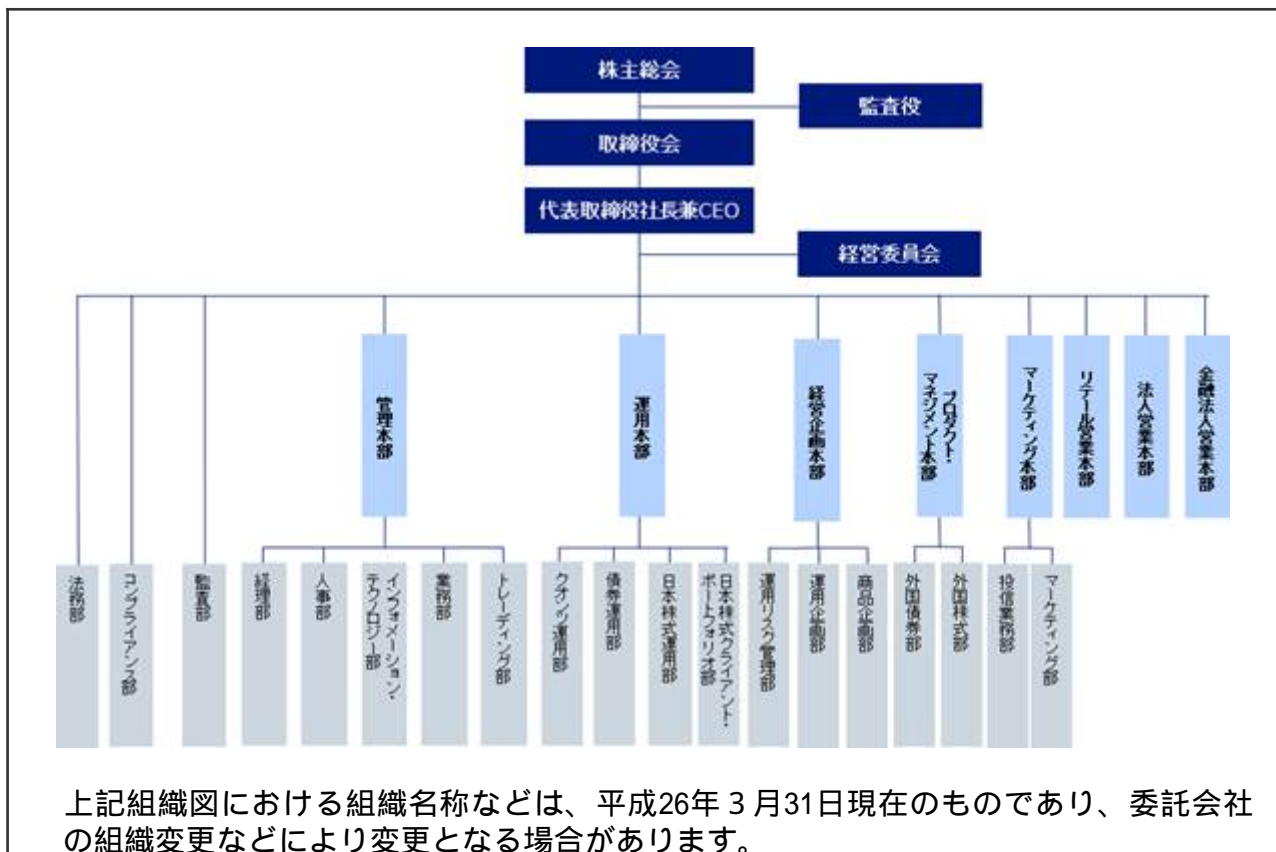 株主総会
監査役
取締役会
代表取締役社長兼CEO
経営委員会
管理本部
運用本部
経営企画本部
プロダクト・
マネジメント本部
マーケティング本部
リテール営業本部
法人営業本部
金融法人営業本部
法務部
コンプライアンス部
監査部
経理部
人事部
インフォメーション・
テクノロジー部
業務部
トレーディング部
クオンツ運用部
債券運用部
日本株式運用部
日本株式クライアント・
ポートフォリオ部
運用リスク管理部
運用企画部
商品企画部
外国債券部
外国株式部
投信業務部
マーケティング部
上記組織図における組織名称などは、平成26年3月31日現在のものであり、委託会社
の組織変更などにより変更となる場合があります。